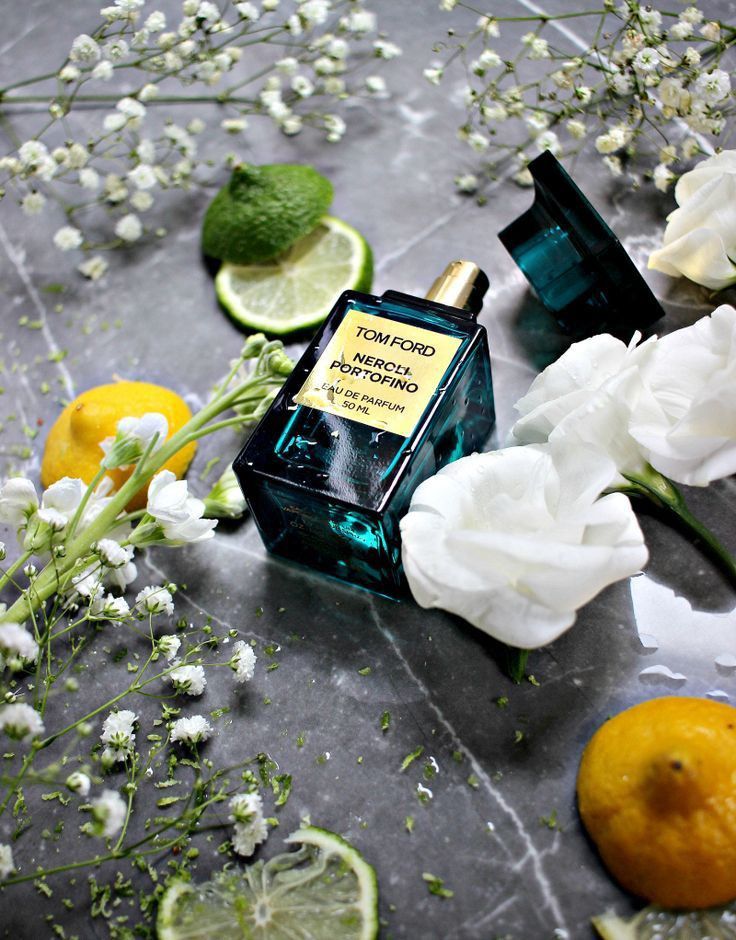 TOM FORD
NEROLI
PORTOFINO
EAU DE PARFUM
50 ML